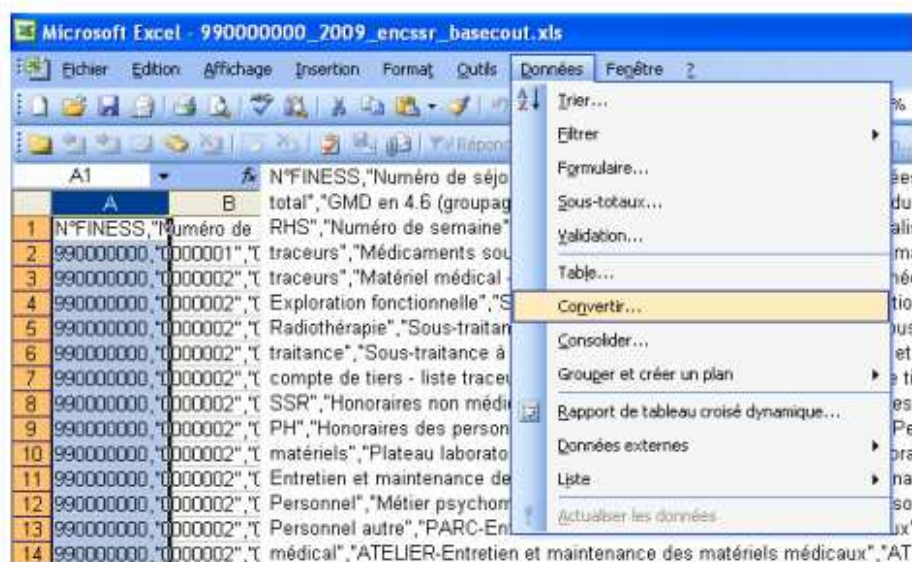 Microsoft Excel - 990000000_2009_encssr_basecout.xls
Fichier Edition Affichage Insertion Format Outils Données Fenêtre ?
Trier...
Filtrer
Formulaire...
Sous-totaux...
Validation...
Table...
Convertir...
Consolider...
Grouper et créer un plan
Rapport de tableau croisé dynamique...
Données externes
Liste
Actualiser les données
%
A1 fx N°FINESS,"Numéro de séjo
total","GMD en 4.6 (groupag
RHS","Numéro de semaine"
traceurs","Médicaments sou
traceurs","Matériel médical -
Exploration fonctionnelle","S
Radiothérapie","Sous-traitan
traitance","Sous-traitance à
compte de tiers - liste traceu
SSR","Honoraires non médi
PH","Honoraires des person
matériels","Plateau laborato
Entretien et maintenance de
Personnel","Métier psychom
Personnel autre","PARC-En
médical","ATELIER-Entretien et maintenance des matériels médicaux","AT
A B
1 N°FINESS,"Numéro de
2 990000000,"0000001","
3 990000000,"0000002","
4 990000000,"0000002","
5 990000000,"0000002","
6 990000000,"0000002","
7 990000000,"0000002","
8 990000000,"0000002","
9 990000000,"0000002","
10 990000000,"0000002","
11 990000000,"0000002","
12 990000000,"0000002","
13 990000000,"0000002","
14 990000000,"0000002","